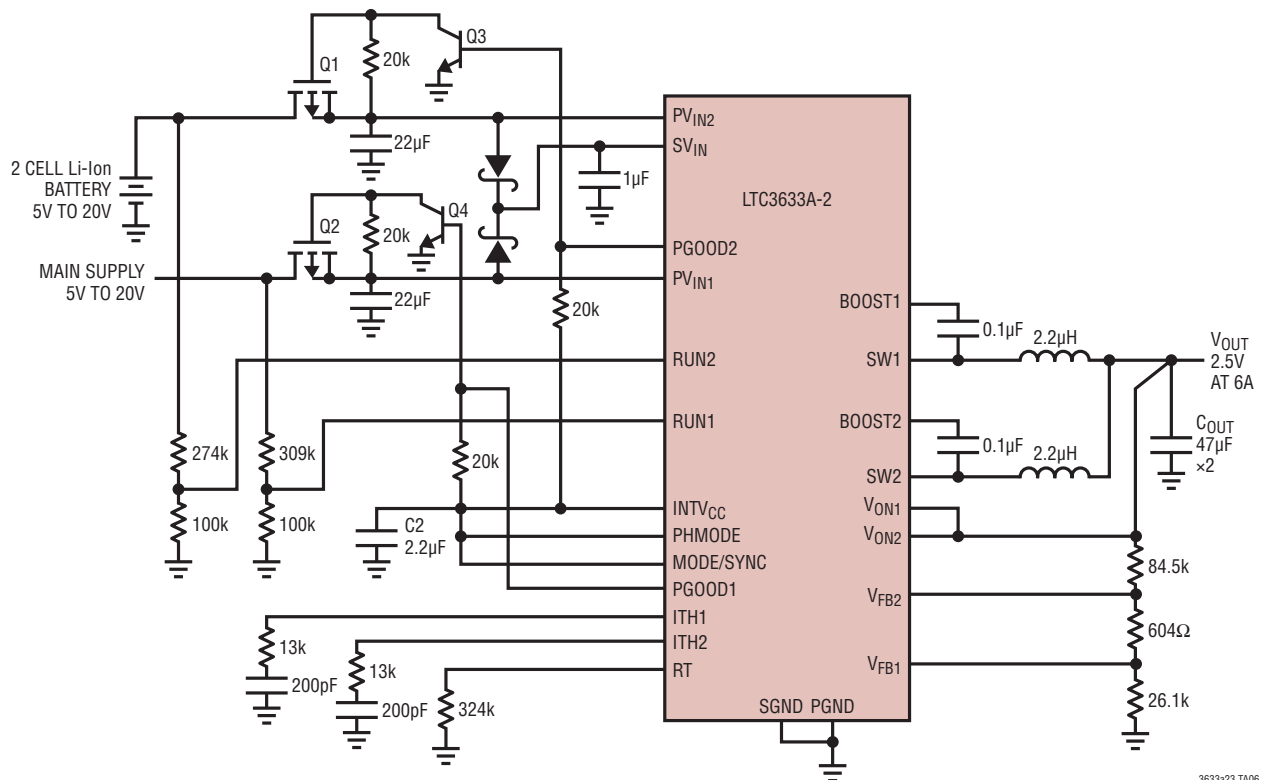 Q3
20k
Q1
22µF
2 CELL Li-Ion
BATTERY
5V TO 20V
1µF
Q4
20k
Q2
22µF
MAIN SUPPLY
5V TO 20V
20k
274k
309k
100k
100k
20k
C2
2.2µF
13k
200pF
13k
200pF
324k
PVIN2
SVIN
LTC3633A-2
PGOOD2
PVIN1
RUN2
RUN1
INTVCC
PHMODE
MODE/SYNC
PGOOD1
ITH1
ITH2
RT
BOOST1
SW1
BOOST2
SW2
VON1
VON2
VFB2
VFB1
SGND PGND
0.1µF
2.2µH
0.1µF
2.2µH
VOUT
2.5V
AT 6A
COUT
47µF
×2
84.5k
604Ω
26.1k
3633a23 TA06